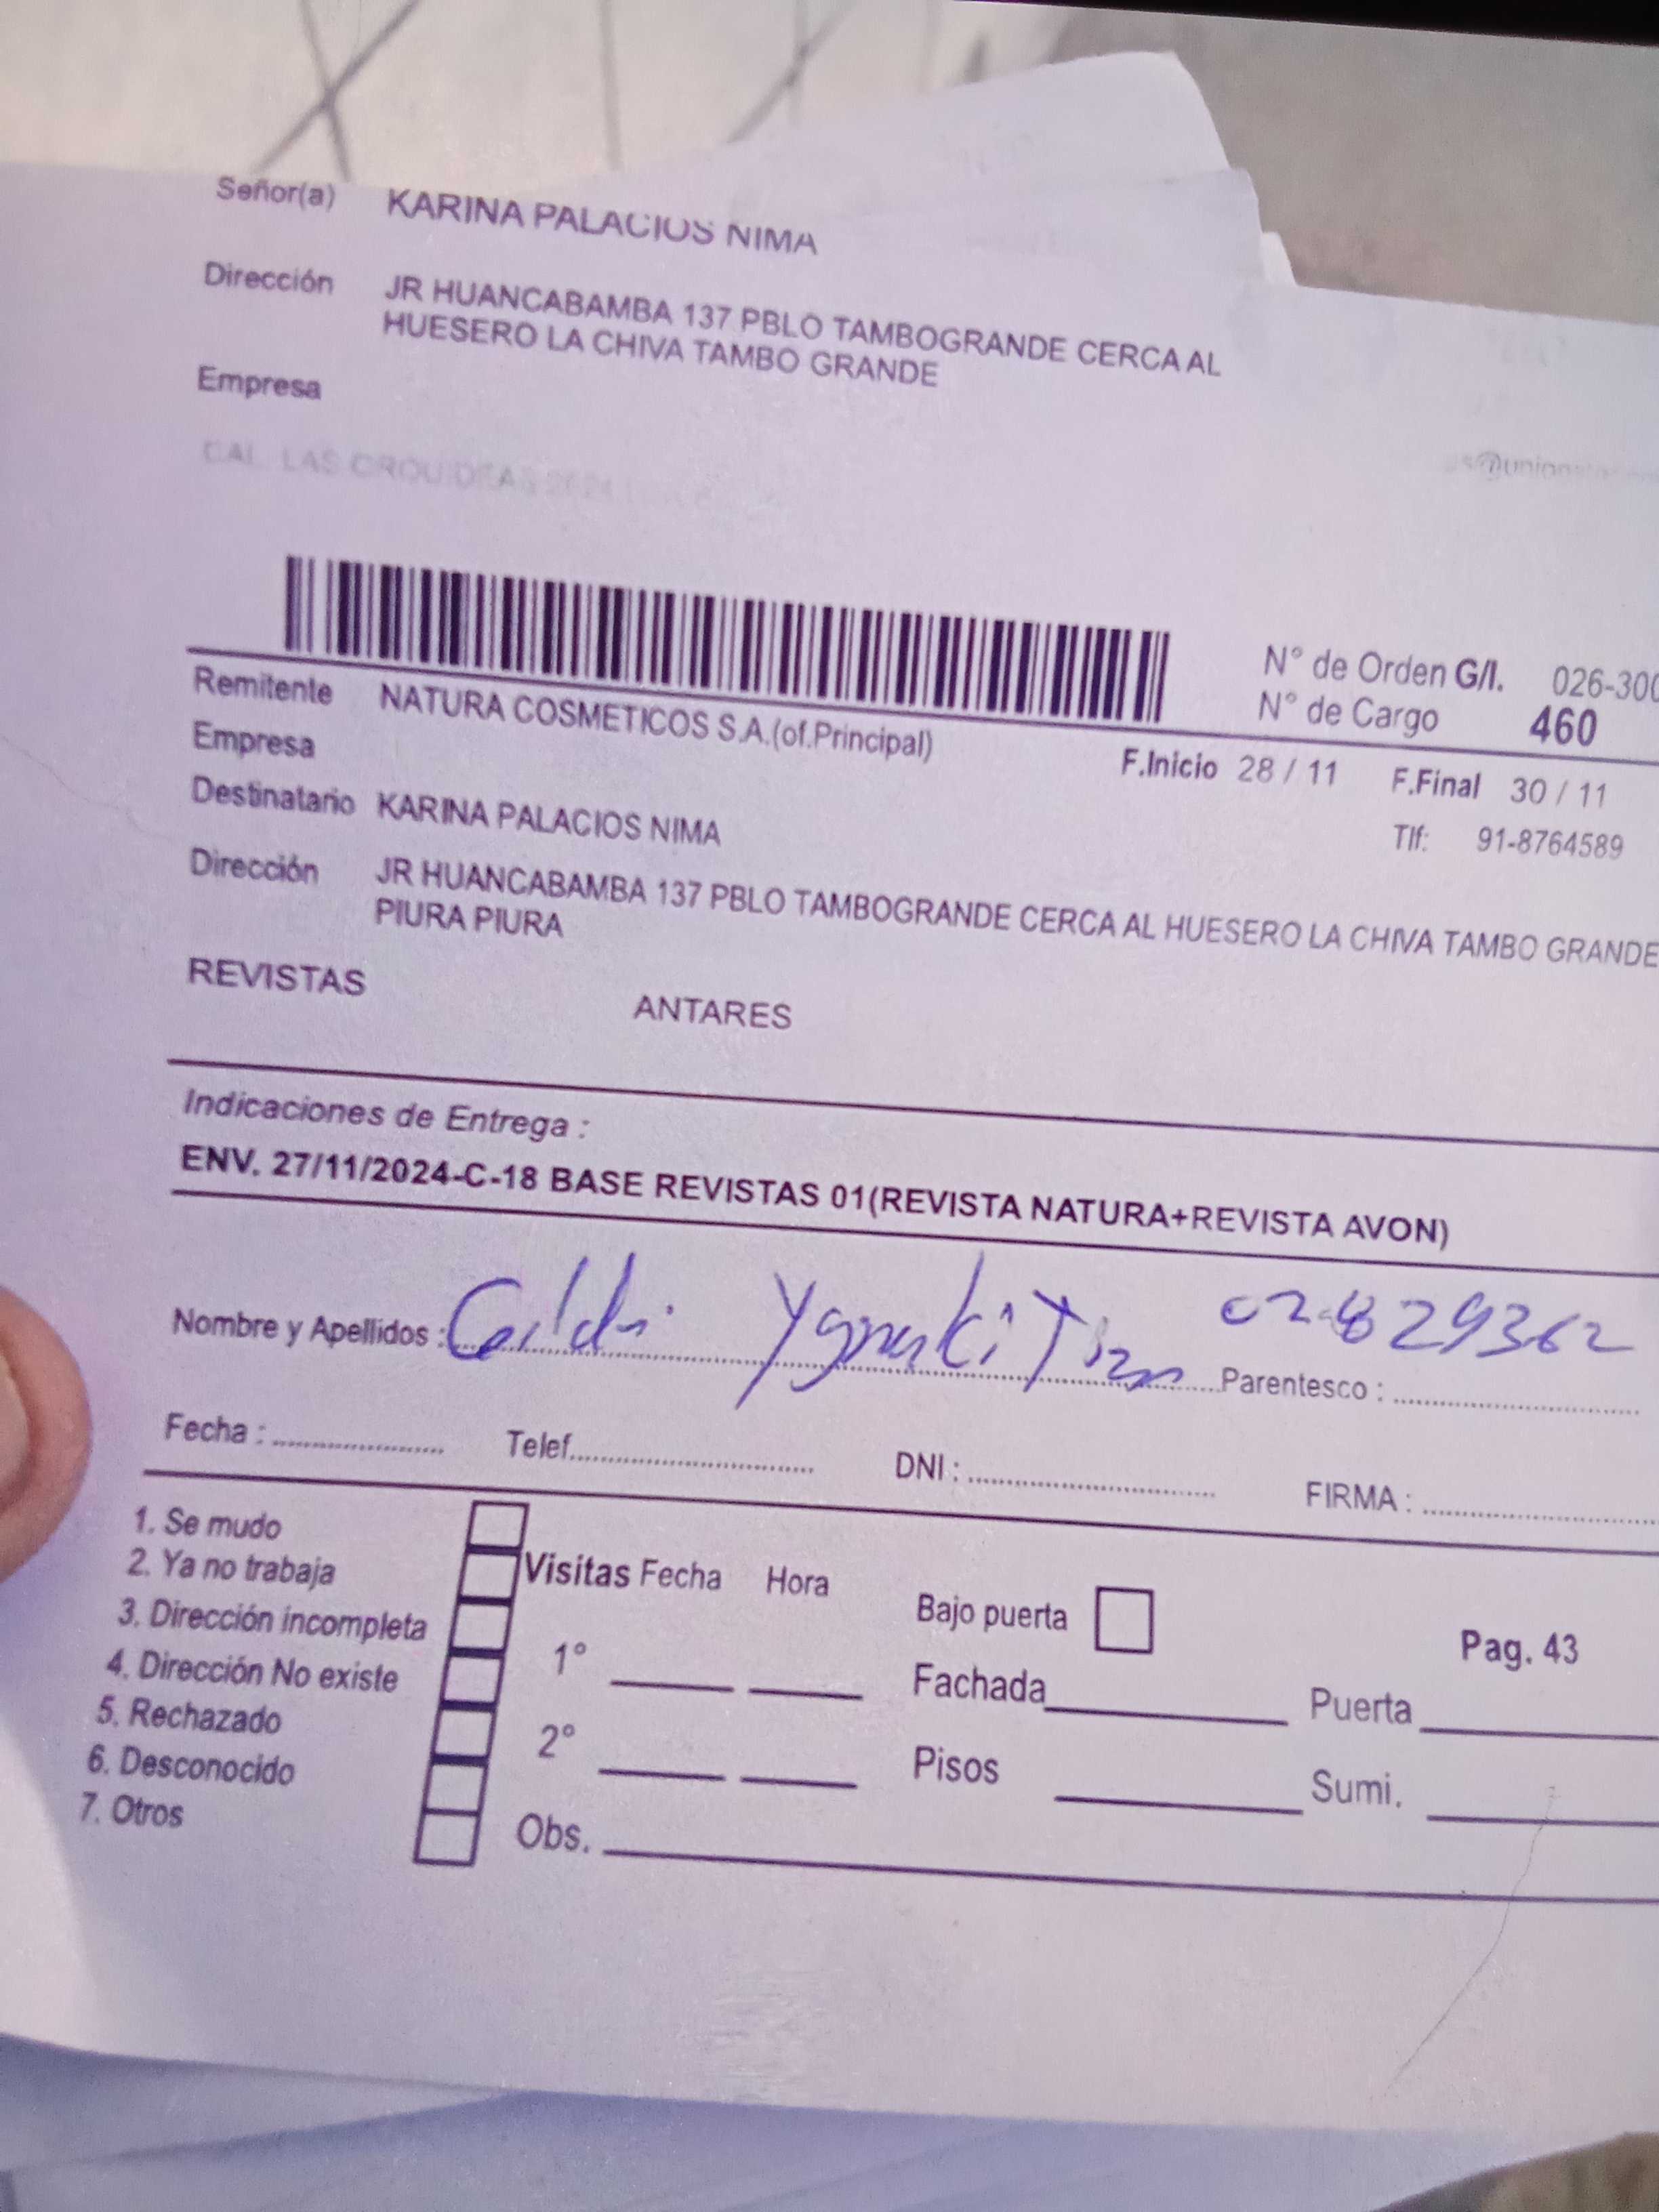 Señor(a) KARINA PALACIOS NIMA
Dirección JR HUANCABAMBA 137 PBLO TAMBOGRANDE CERCA AL
HUESERO LA CHIVA TAMBO GRANDE
Empresa
CAL. LAS ORQUIDEAS
N° de Orden G/I. 026-300
N° de Cargo 460
Remitente NATURA COSMETICOS S.A.(of.Principal)
Empresa F.Inicio 28 / 11 F.Final 30 / 11
Destinatario KARINA PALACIOS NIMA Tlf: 91-8764589
Dirección JR HUANCABAMBA 137 PBLO TAMBOGRANDE CERCA AL HUESERO LA CHIVA TAMBO GRANDE
PIURA PIURA
REVISTAS ANTARES
Indicaciones de Entrega :
ENV. 27/11/2024-C-18 BASE REVISTAS 01(REVISTA NATURA+REVISTA AVON)
Nombre y Apellidos : 02829362 Parentesco :
Fecha : Telef. DNI : FIRMA :
1. Se mudo
2. Ya no trabaja Visitas Fecha Hora Bajo puerta
3. Dirección incompleta 1° Pag. 43
4. Dirección No existe Fachada Puerta
5. Rechazado 2° Pisos Sumi.
6. Desconocido
7. Otros Obs.